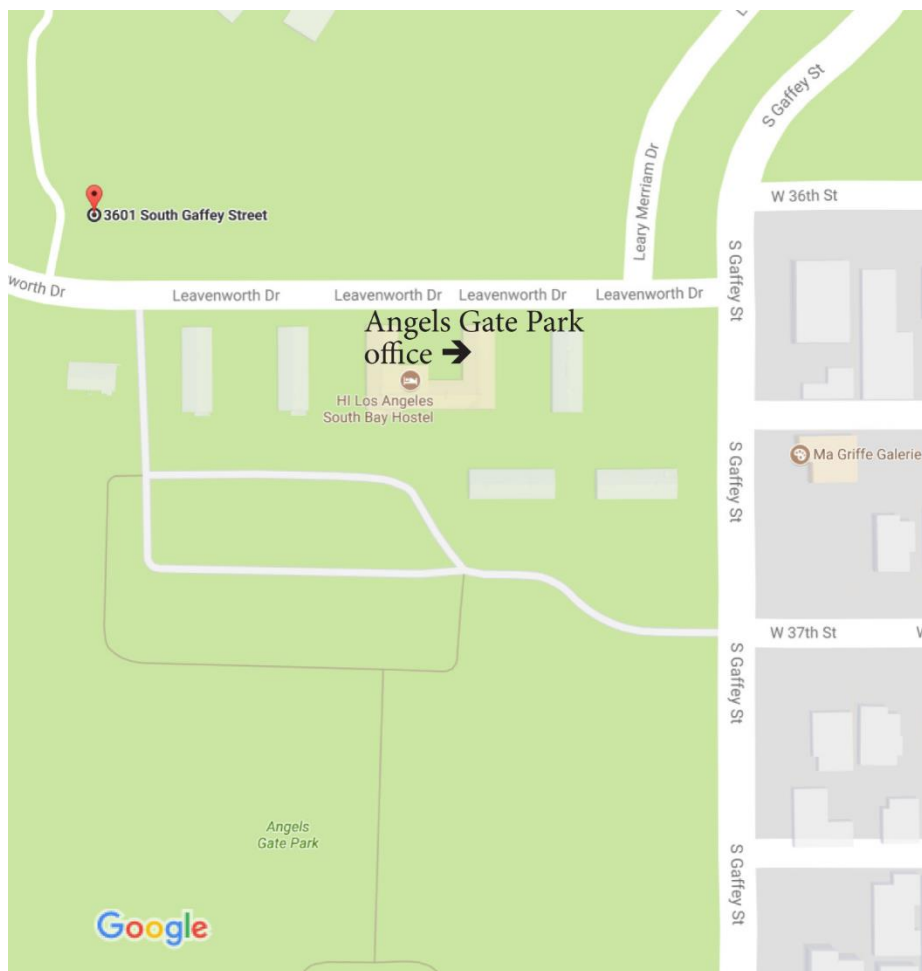 S Gaffey St
W 36th St
Leary Merriam Dr
3601 South Gaffey Street
S Gaffey St
worth Dr
Leavenworth Dr
Leavenworth Dr
Leavenworth Dr
Leavenworth Dr
Angels Gate Park
office ➔
HI Los Angeles
South Bay Hostel
S Gaffey St
Ma Griffe Galerie
W 37th St
S Gaffey St
Angels
Gate Park
S Gaffey St
Google